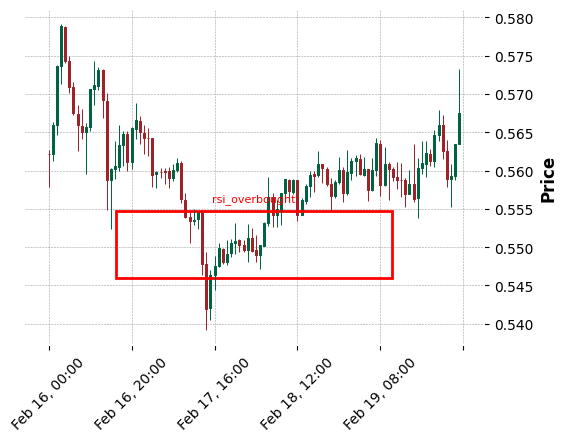 0.580
0.575
0.570
0.565
0.560
0.555
0.550
0.545
0.540
Price
rsi_overbought
Feb 16, 00:00
Feb 16, 20:00
Feb 17, 16:00
Feb 18, 12:00
Feb 19, 08:00